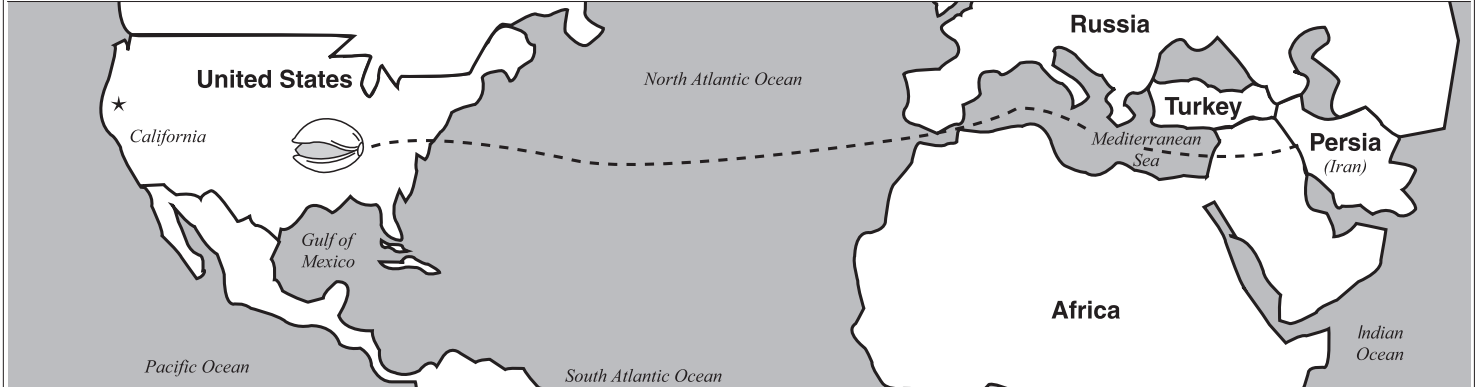 Russia
United States
North Atlantic Ocean
Turkey
California
Mediterranean
Sea
Persia
(Iran)
Gulf of
Mexico
Africa
Indian
Ocean
Pacific Ocean
South Atlantic Ocean